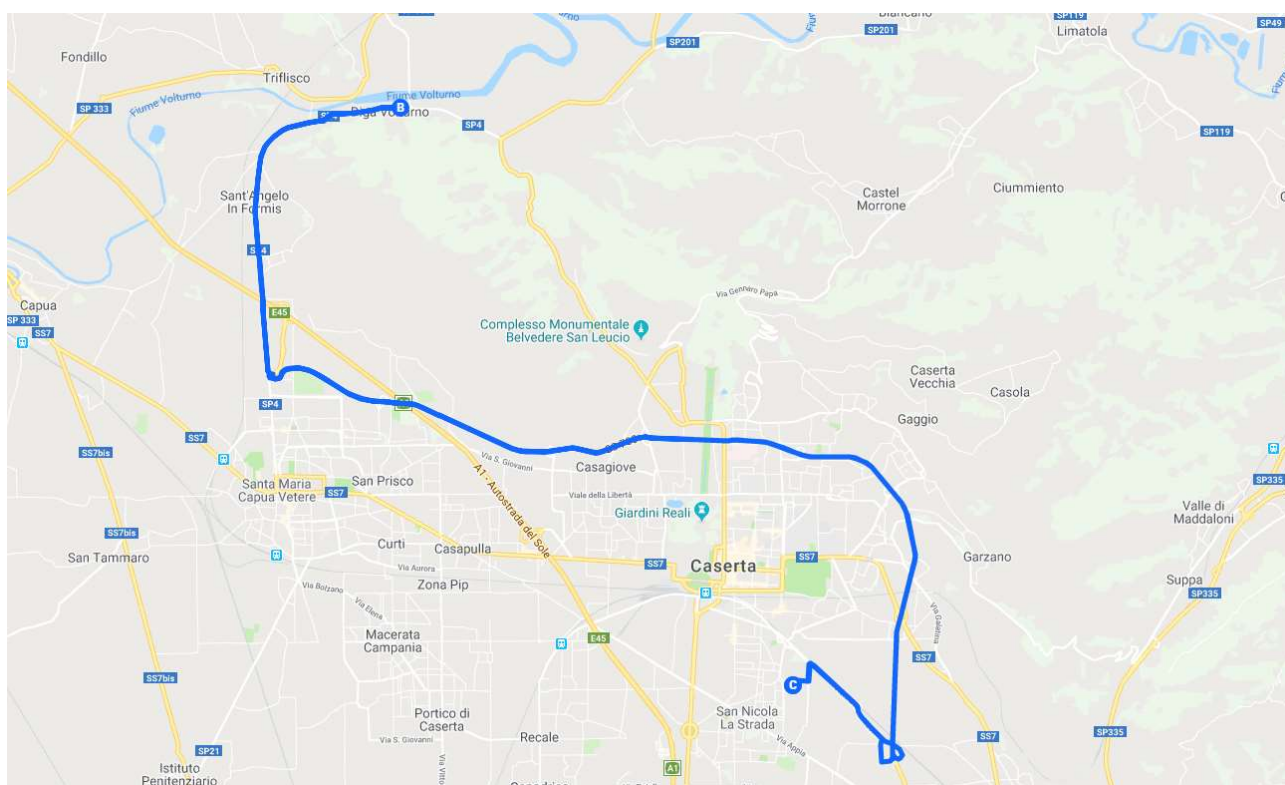 Biancano
SP119
Limatola
SP49
SP201
SP201
Fondillo
Triflisco
Fiume Volturno
SP 333
Fiume Volturno
B
Diga Volturno
SP4
SP119
Sant'Angelo
In Formis
Castel
Morrone
Ciummiento
SP4
Via Gennaro Papa
Capua
SP 333
SS7
E45
Complesso Monumentale
Belvedere San Leucio
Caserta
Vecchia
Casola
SP4
Gaggio
SS7
SS7bis
Via S. Giovanni
Casagiove
San Prisco
Santa Maria
Capua Vetere
SS7
A1 - Autostrada del Sole
Viale della Libertà
Giardini Reali
SP335
Valle di
Maddaloni
SS7bis
San Tammaro
Curti
Casapulla
Via Aurora
Zona Pip
SS7
Caserta
SS7
Garzano
Suppa
SP335
Via Bolzano
Via Elena
Via Galatina
Macerata
Campania
E45
SS7
SS7bis
C
San Nicola
La Strada
Portico di
Caserta
Via S. Giovanni
Recale
Via Appia
SS7
SP335
SP21
Istituto
Penitenziario
A1